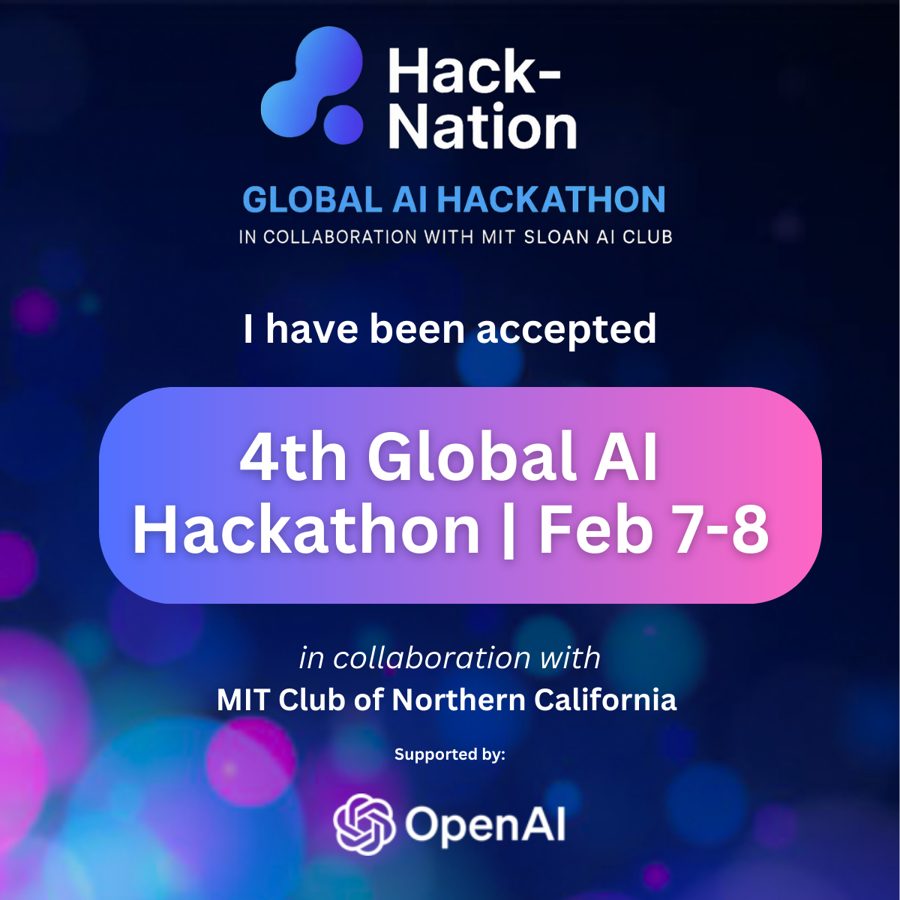 Hack-
Nation
GLOBAL AI HACKATHON
IN COLLABORATION WITH MIT SLOAN AI CLUB
I have been accepted
4th Global AI
Hackathon | Feb 7-8
in collaboration with
MIT Club of Northern California
Supported by:
OpenAI